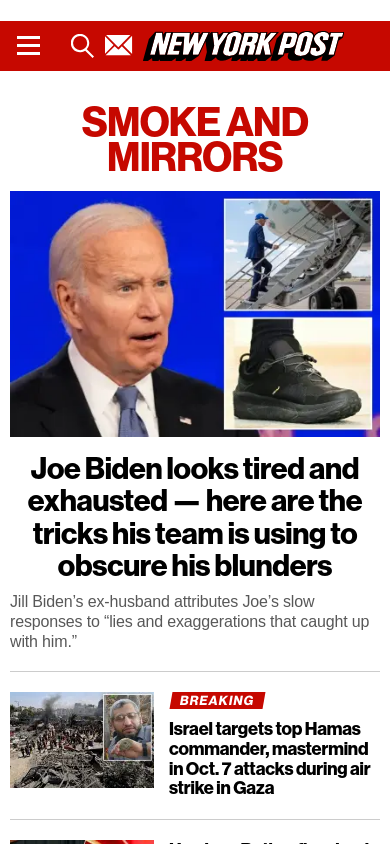 NEW YORK POST
SMOKE AND
MIRRORS
Joe Biden looks tired and
exhausted — here are the
tricks his team is using to
obscure his blunders
Jill Biden’s ex-husband attributes Joe’s slow
responses to “lies and exaggerations that caught up
with him.”
BREAKING
Israel targets top Hamas
commander, mastermind
in Oct. 7 attacks during air
strike in Gaza